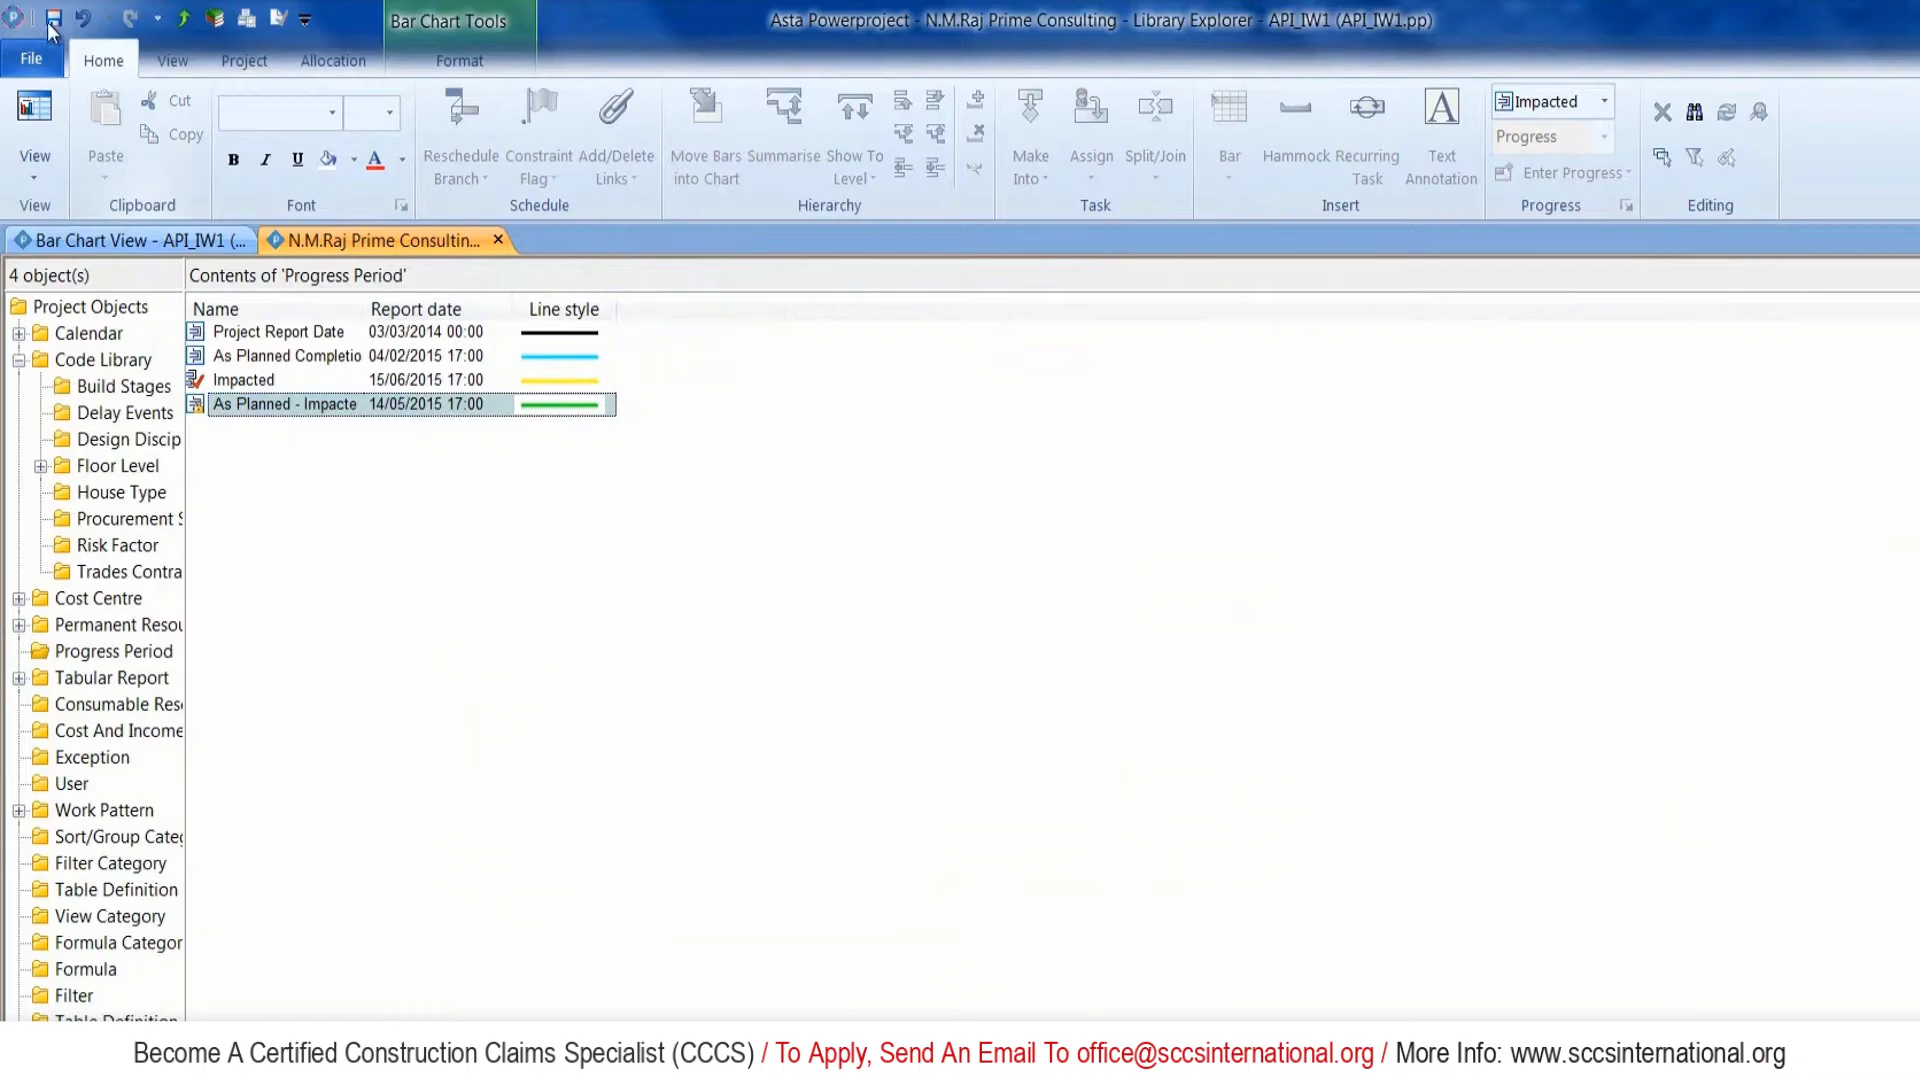 Bar Chart Tools
Asta Powerproject - N.M.Raj Prime Consulting - Library Explorer - API_IW1 (API_IW1.pp)
File Home View Project Allocation Format
Cut
Copy
B I U A
Impacted
Progress
Enter Progress
View Paste Reschedule Branch Constraint Flag Add/Delete Links Move Bars into Chart Summarise Show To Level Make Into Assign Split/Join Bar Hammock Recurring Task Text Annotation
View Clipboard Font Schedule Hierarchy Task Insert Progress Editing
Bar Chart View - API_IW1 (... N.M.Raj Prime Consultin...
4 object(s) Contents of 'Progress Period'
Name Report date Line style
Project Report Date 03/03/2014 00:00
As Planned Completio 04/02/2015 17:00
Impacted 15/06/2015 17:00
As Planned - Impacte 14/05/2015 17:00
Project Objects
Calendar
Code Library
Build Stages
Delay Events
Design Discip
Floor Level
House Type
Procurement S
Risk Factor
Trades Contra
Cost Centre
Permanent Resou
Progress Period
Tabular Report
Consumable Res
Cost And Income
Exception
User
Work Pattern
Sort/Group Categ
Filter Category
Table Definition
View Category
Formula Categor
Formula
Filter
Table Definition
Become A Certified Construction Claims Specialist (CCCS) / To Apply, Send An Email To office@sccsinternational.org / More Info: www.sccsinternational.org